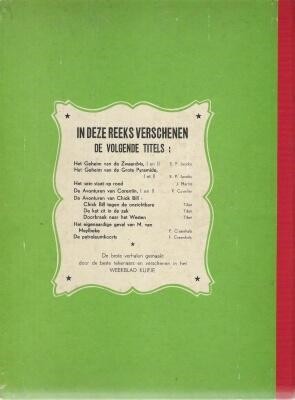 IN DEZE REEKS VERSCHENEN
DE VOLGENDE TITELS :
Het Geheim van de Zwaardvis, I en II E. P. Jacobs
Het Geheim van de Grote Pyramide,
I en II E. P. Jacobs
Het sein staat op rood J. Martin
De Avonturen van Corentin, I en II P. Cuvelier
De Avonturen van Chick Bill :
Chick Bill tegen de onzichtbare Tibet
De kat zit in de zak Tibet
Doorbraak naar het Westen Tibet
Het eigenaardige geval van M. van
Meylbeke F. Craenhals
De petroleumkoorts F. Craenhals
De beste verhalen gemaakt
door de beste tekenaars en verschenen in het
WEEKBLAD KUIFJE